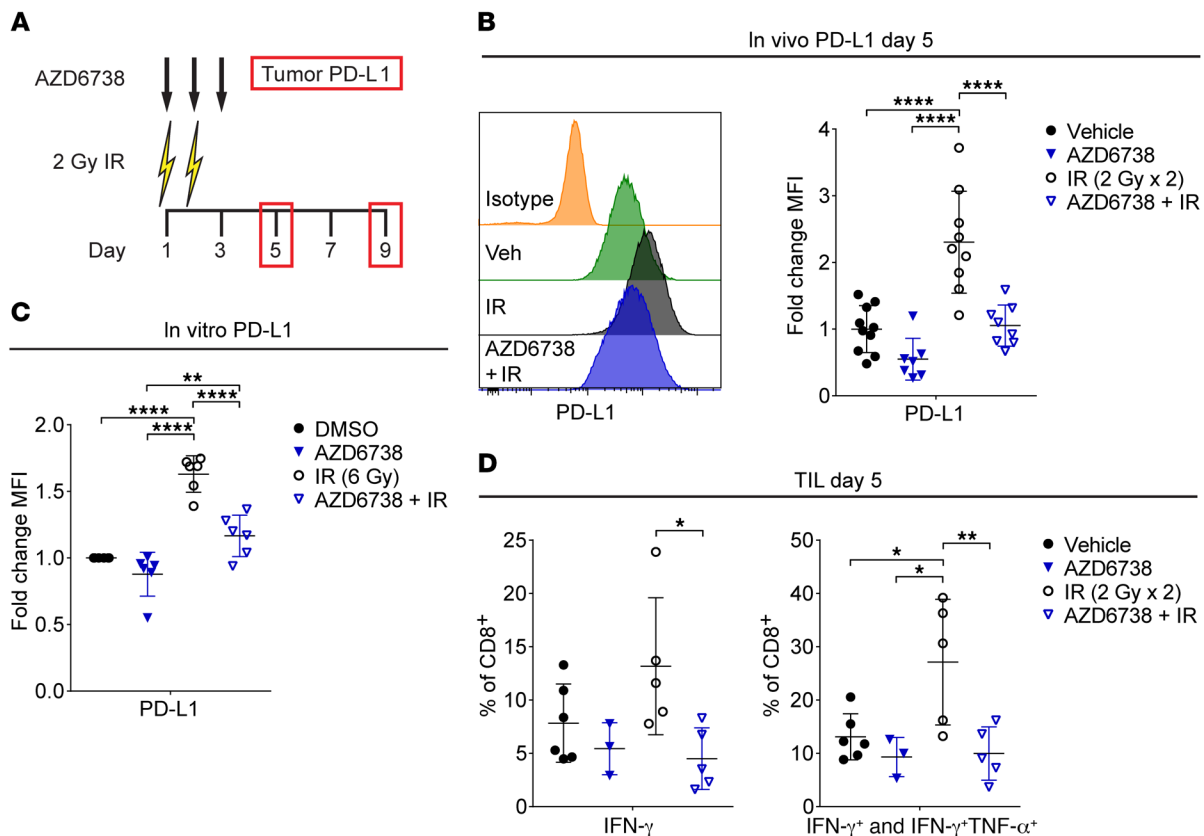 A
AZD6738
Tumor PD-L1
2 Gy IR
Day
1 3 5 7 9
B
In vivo PD-L1 day 5
Isotype
Veh
IR
AZD6738
+ IR
PD-L1
Fold change MFI
4
3
2
1
0
**** ****
****
PD-L1
Vehicle
AZD6738
IR (2 Gy x 2)
AZD6738 + IR
C
In vitro PD-L1
Fold change MFI
2.0
1.5
1.0
0.5
0.0
**
**** ****
****
PD-L1
DMSO
AZD6738
IR (6 Gy)
AZD6738 + IR
D
TIL day 5
% of CD8⁺
25
20
15
10
5
0
*
IFN-γ
% of CD8⁺
50
40
30
20
10
0
* **
*
IFN-γ⁺ and IFN-γ⁺TNF-α⁺
Vehicle
AZD6738
IR (2 Gy x 2)
AZD6738 + IR